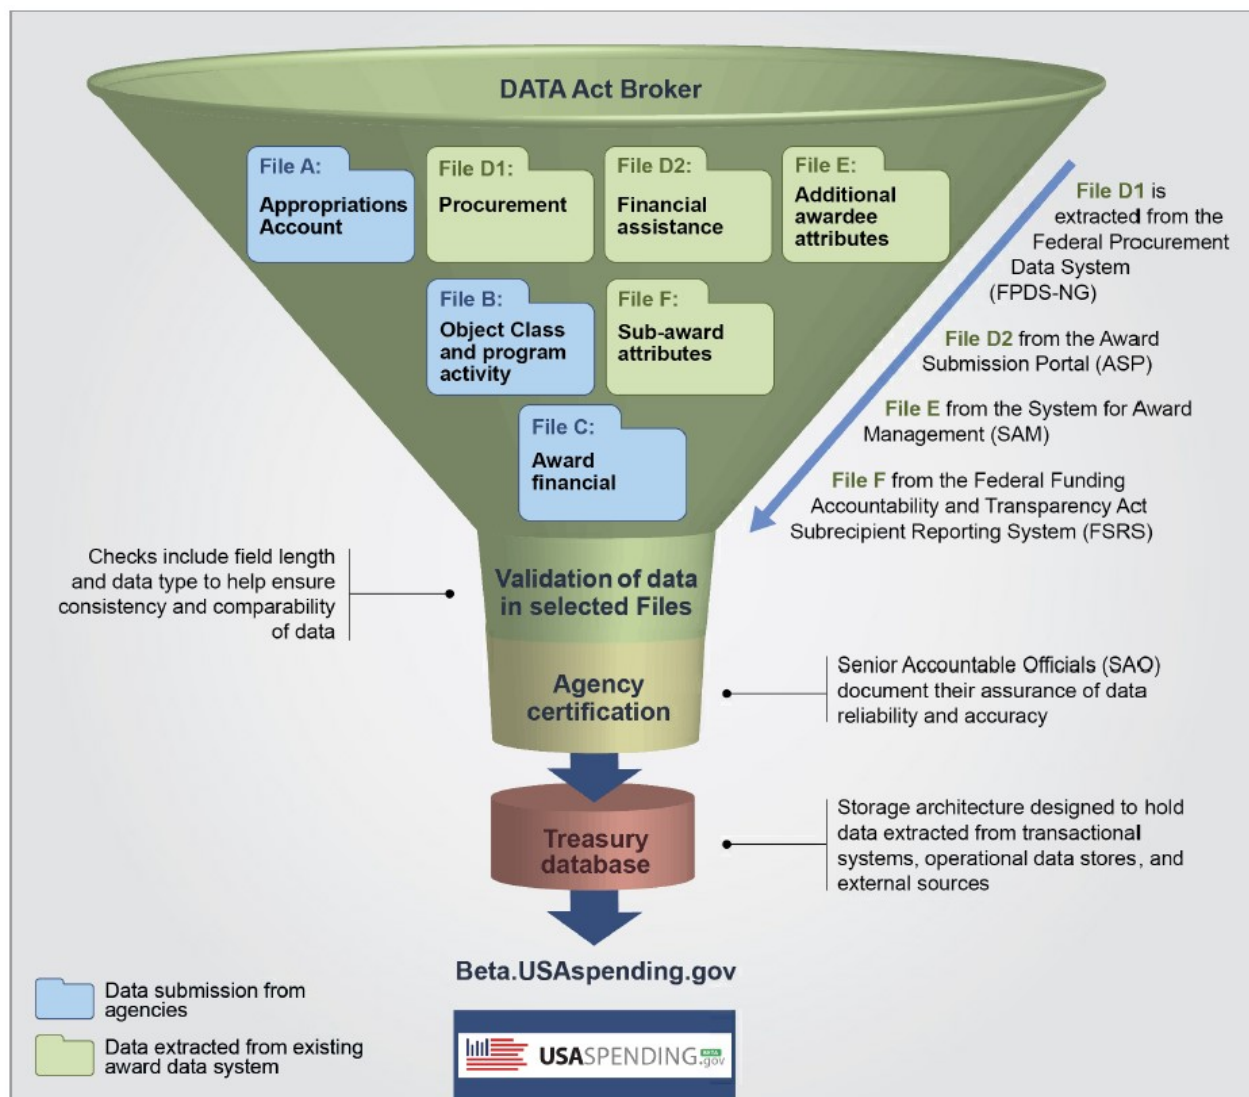 DATA Act Broker
File A:
Appropriations
Account
File D1:
Procurement
File D2:
Financial
assistance
File E:
Additional
awardee
attributes
File B:
Object Class
and program
activity
File F:
Sub-award
attributes
File C:
Award
financial
File D1 is
extracted from the
Federal Procurement
Data System
(FPDS-NG)
File D2 from the Award
Submission Portal (ASP)
File E from the System for Award
Management (SAM)
File F from the Federal Funding
Accountability and Transparency Act
Subrecipient Reporting System (FSRS)
Checks include field length
and data type to help ensure
consistency and comparability
of data
Validation of data
in selected Files
Agency
certification
Senior Accountable Officials (SAO)
document their assurance of data
reliability and accuracy
Treasury
database
Storage architecture designed to hold
data extracted from transactional
systems, operational data stores, and
external sources
Beta.USAspending.gov
USASPENDING.gov
BETA
Data submission from
agencies
Data extracted from existing
award data system